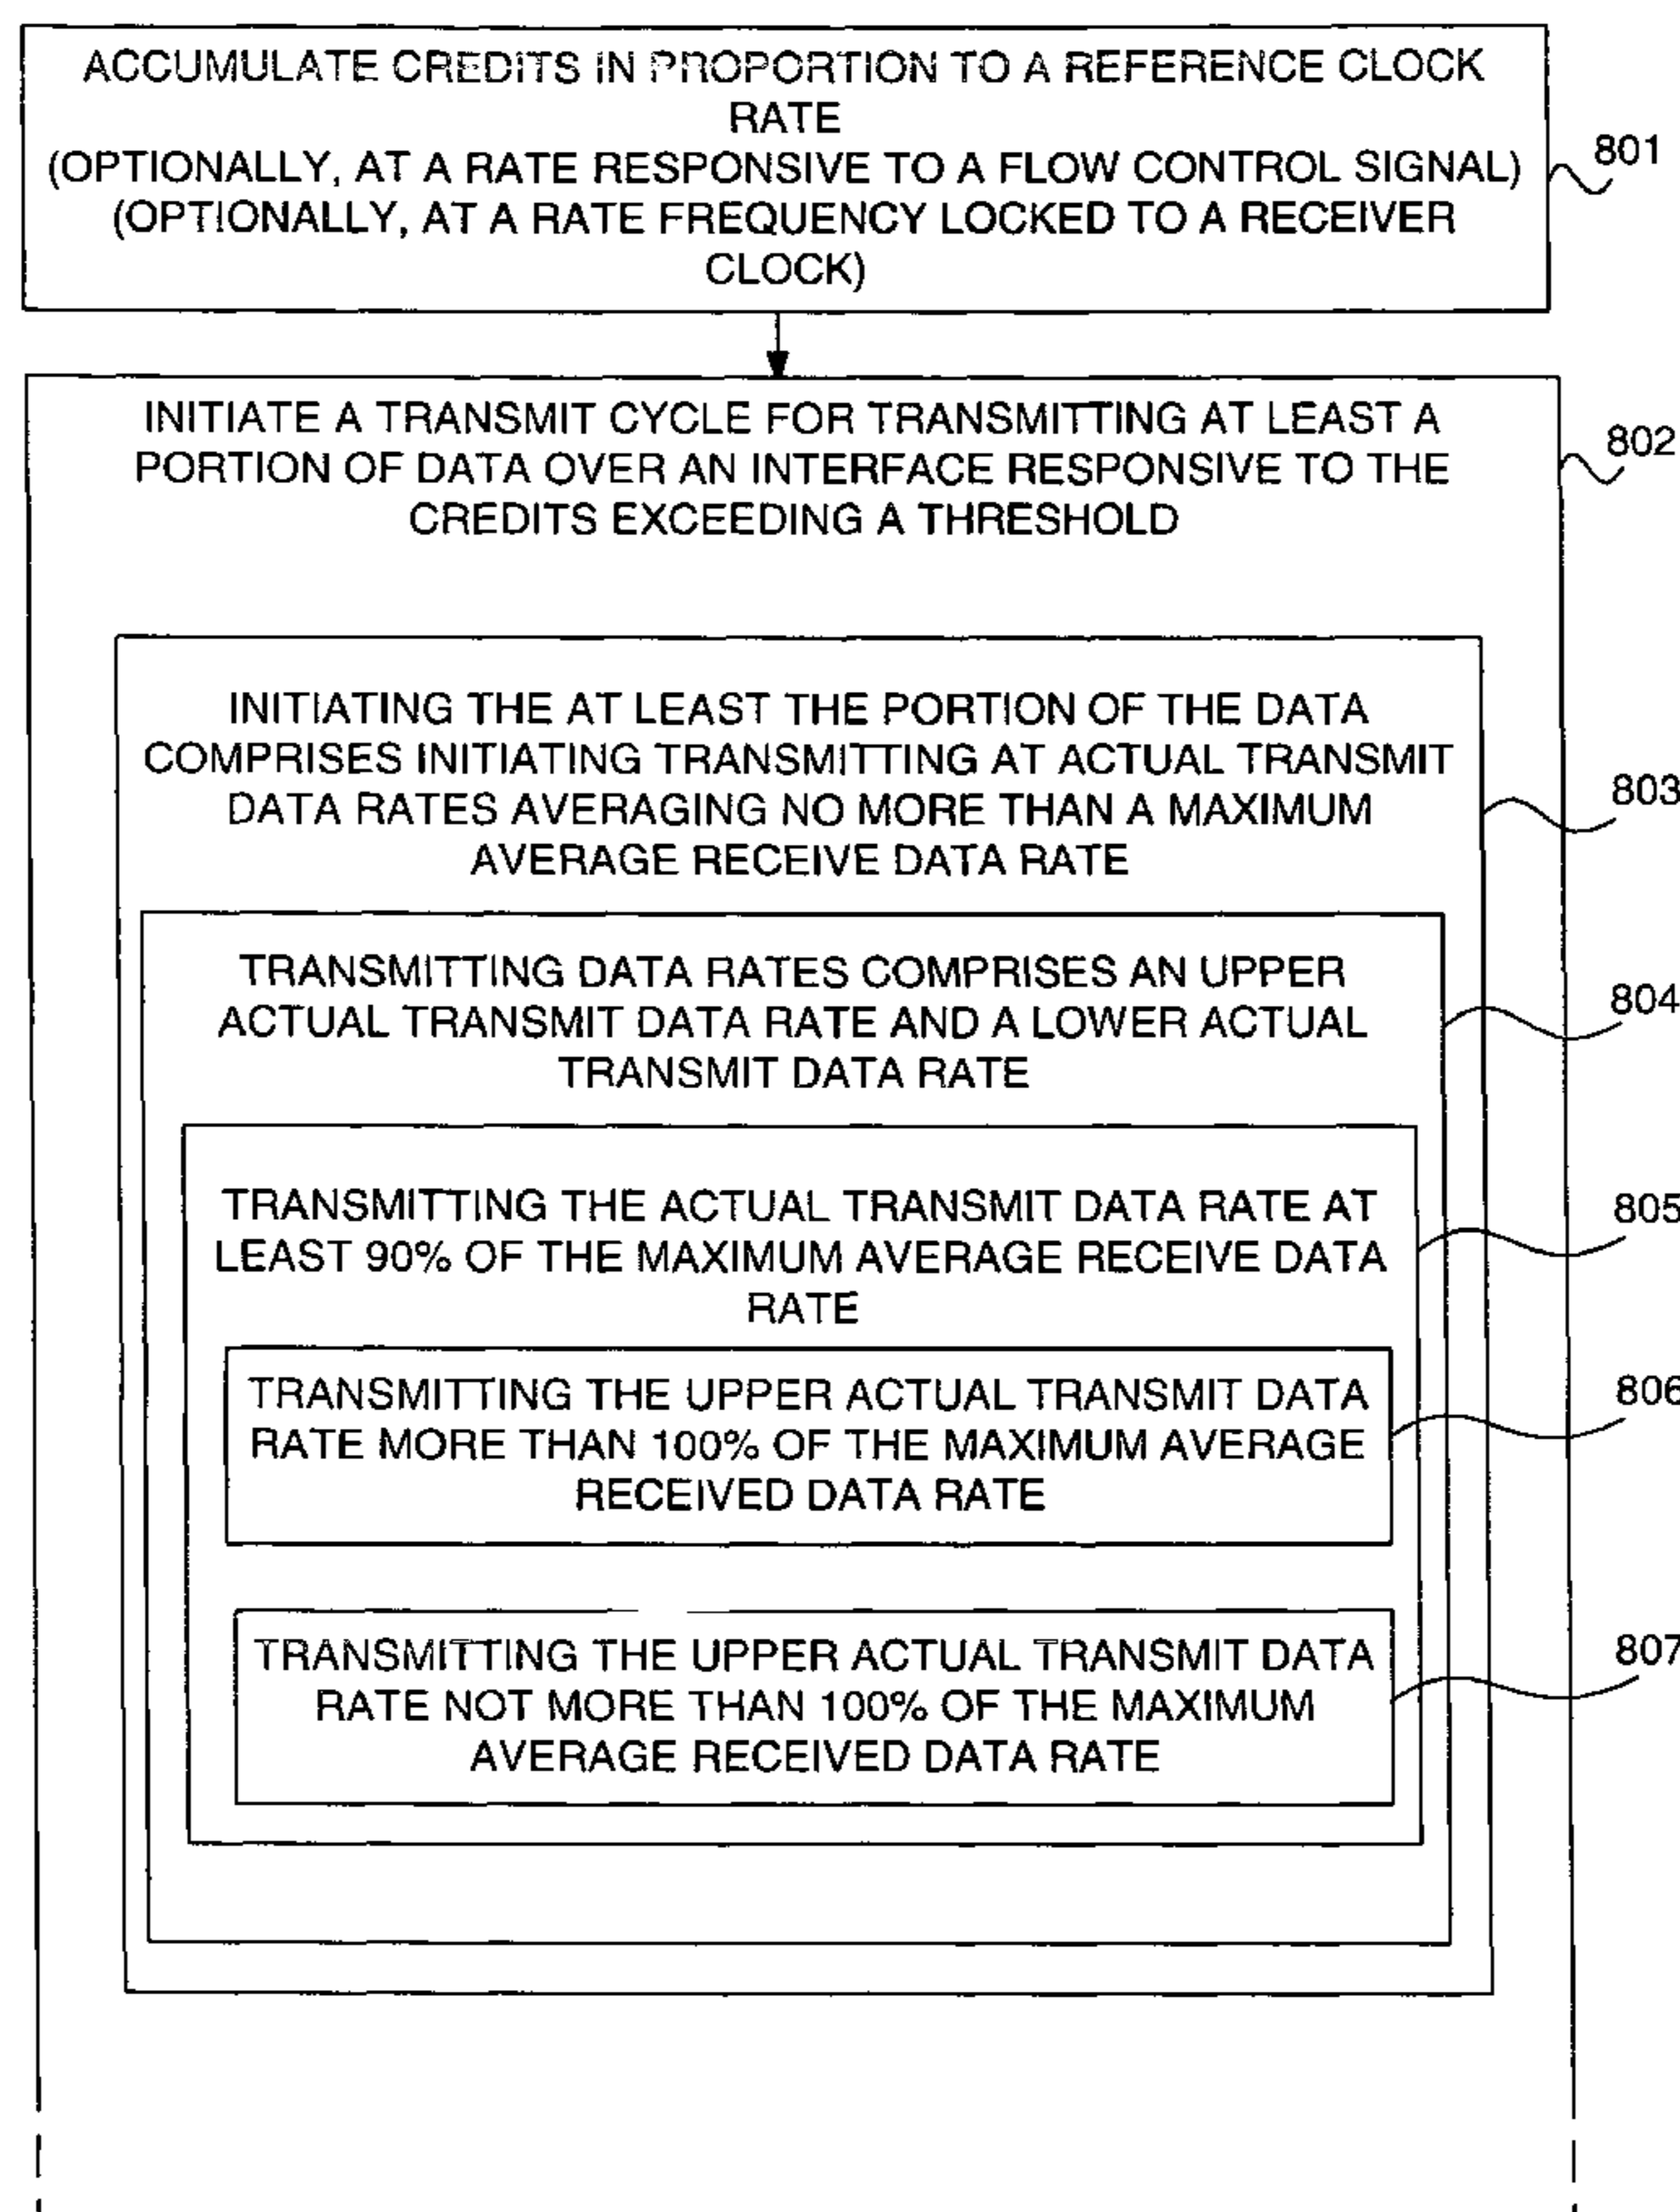 ACCUMULATE CREDITS IN PROPORTION TO A REFERENCE CLOCK
RATE
(OPTIONALLY, AT A RATE RESPONSIVE TO A FLOW CONTROL SIGNAL)
(OPTIONALLY, AT A RATE FREQUENCY LOCKED TO A RECEIVER
CLOCK)
801
INITIATE A TRANSMIT CYCLE FOR TRANSMITTING AT LEAST A
PORTION OF DATA OVER AN INTERFACE RESPONSIVE TO THE
CREDITS EXCEEDING A THRESHOLD
802
INITIATING THE AT LEAST THE PORTION OF THE DATA
COMPRISES INITIATING TRANSMITTING AT ACTUAL TRANSMIT
DATA RATES AVERAGING NO MORE THAN A MAXIMUM
AVERAGE RECEIVE DATA RATE
803
TRANSMITTING DATA RATES COMPRISES AN UPPER
ACTUAL TRANSMIT DATA RATE AND A LOWER ACTUAL
TRANSMIT DATA RATE
804
TRANSMITTING THE ACTUAL TRANSMIT DATA RATE AT
LEAST 90% OF THE MAXIMUM AVERAGE RECEIVE DATA
RATE
805
TRANSMITTING THE UPPER ACTUAL TRANSMIT DATA
RATE MORE THAN 100% OF THE MAXIMUM AVERAGE
RECEIVED DATA RATE
806
TRANSMITTING THE UPPER ACTUAL TRANSMIT DATA
RATE NOT MORE THAN 100% OF THE MAXIMUM
AVERAGE RECEIVED DATA RATE
807